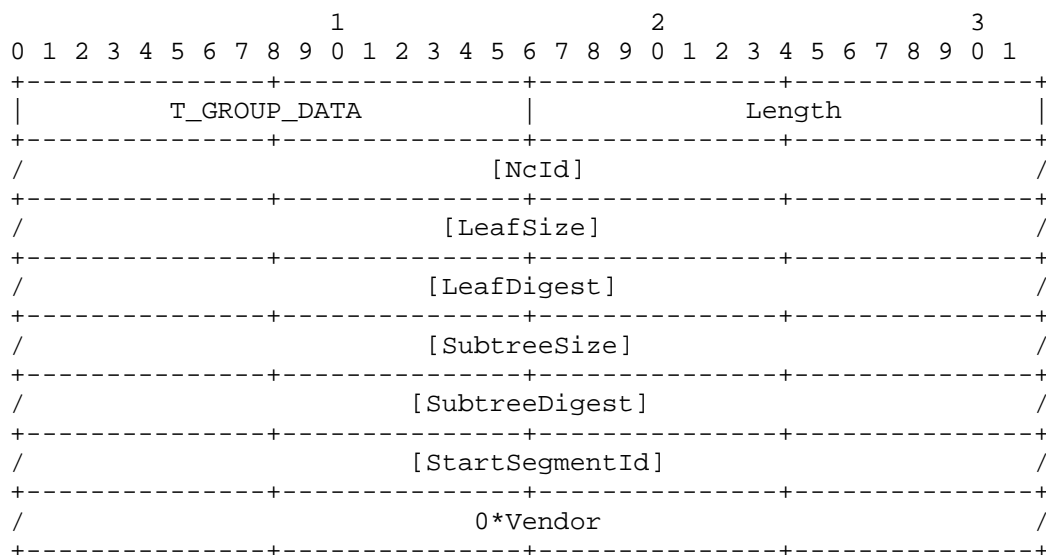 1                   2                   3
0 1 2 3 4 5 6 7 8 9 0 1 2 3 4 5 6 7 8 9 0 1 2 3 4 5 6 7 8 9 0 1
+---------------+---------------+---------------+---------------+
|         T_GROUP_DATA          |             Length            |
+---------------+---------------+---------------+---------------+
/                             [NcId]                            /
+---------------+---------------+---------------+---------------+
/                          [LeafSize]                           /
+---------------+---------------+---------------+---------------+
/                         [LeafDigest]                          /
+---------------+---------------+---------------+---------------+
/                         [SubtreeSize]                         /
+---------------+---------------+---------------+---------------+
/                        [SubtreeDigest]                        /
+---------------+---------------+---------------+---------------+
/                        [StartSegmentId]                       /
+---------------+---------------+---------------+---------------+
/                            0*Vendor                           /
+---------------+---------------+---------------+---------------+